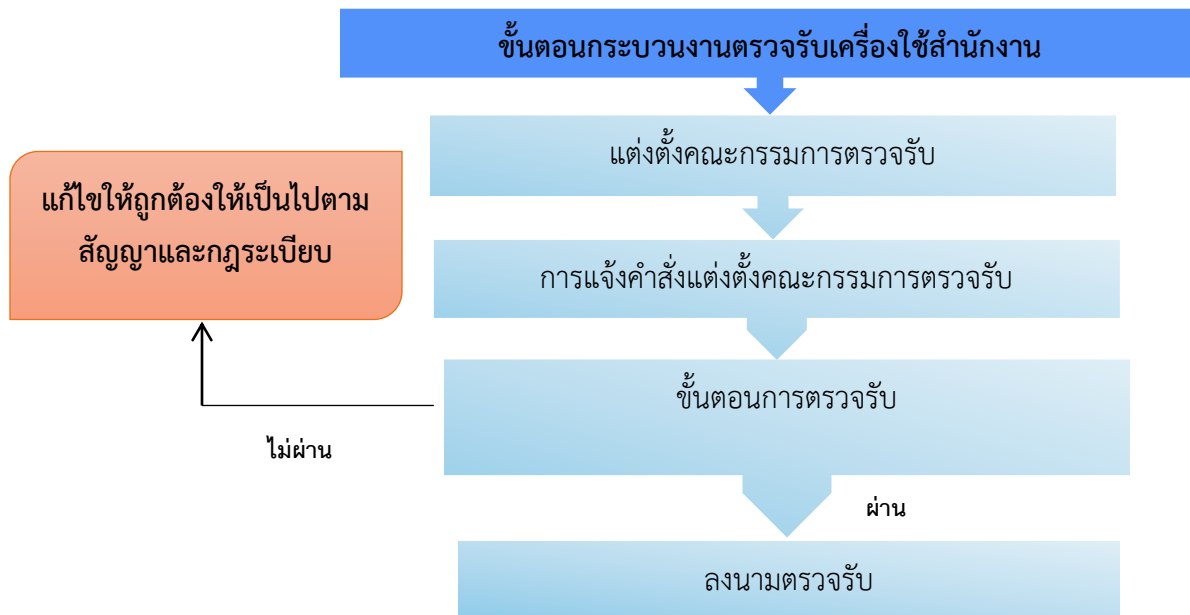 ขั้นตอนกระบวนงานตรวจรับเครื่องใช้สำนักงาน
แต่งตั้งคณะกรรมการตรวจรับ
แก้ไขให้ถูกต้องให้เป็นไปตาม
สัญญาและกฎระเบียบ
การแจ้งคำสั่งแต่งตั้งคณะกรรมการตรวจรับ
ขั้นตอนการตรวจรับ
ไม่ผ่าน
ผ่าน
ลงนามตรวจรับ